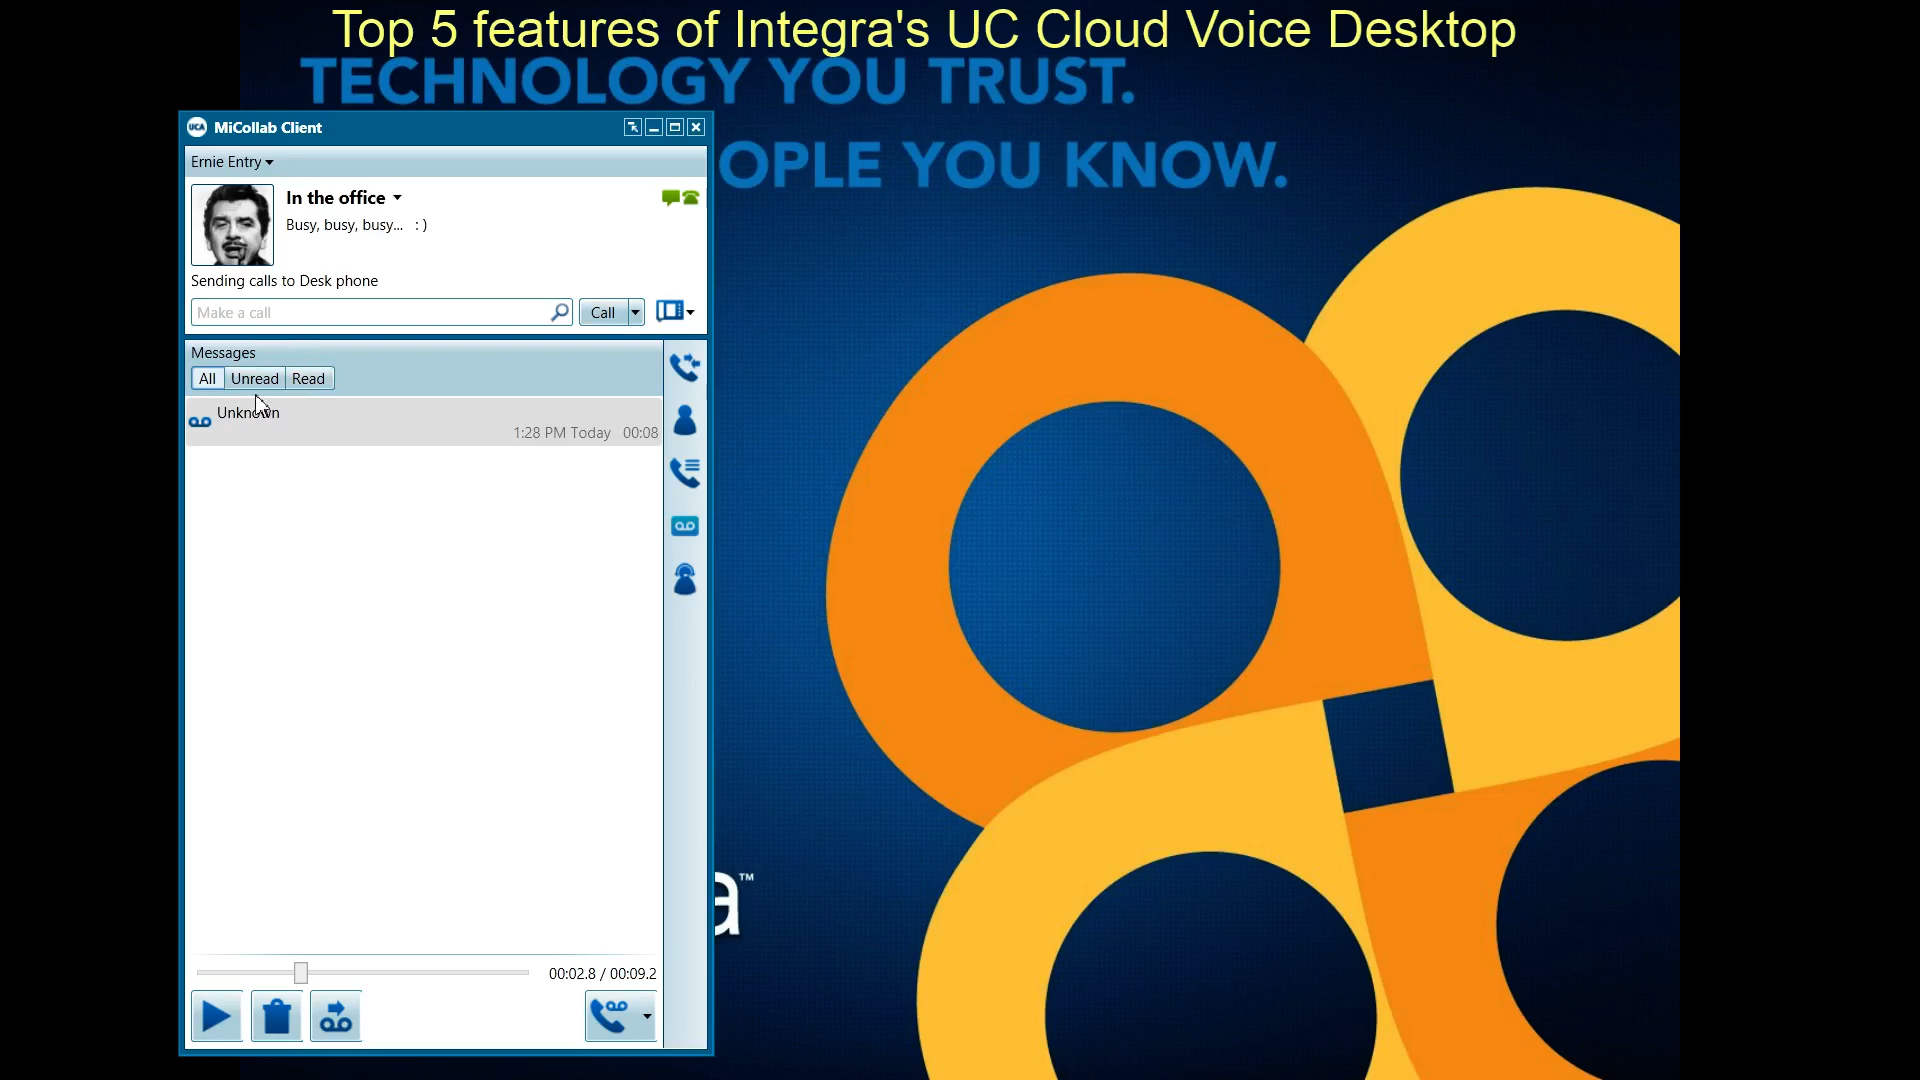 Top 5 features of Integra's UC Cloud Voice Desktop
TECHNOLOGY YOU TRUST.
OPLE YOU KNOW.
UCA MiCollab Client
Ernie Entry
In the office
Busy, busy, busy... : )
Sending calls to Desk phone
Make a call
Call
Messages
All Unread Read
Unknown
1:28 PM Today 00:08
a™
00:02.8 / 00:09.2